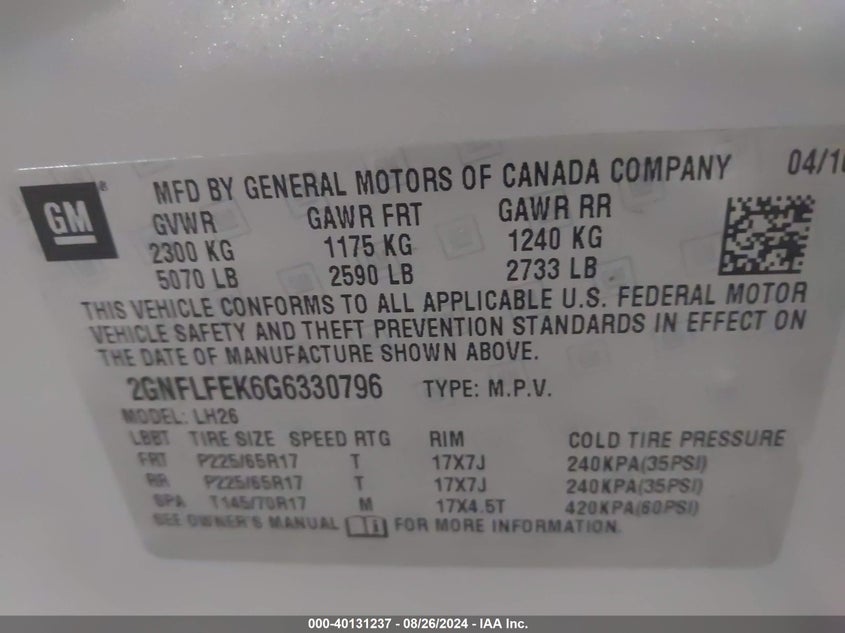 GM ® MFD BY GENERAL MOTORS OF CANADA COMPANY 04/16
GVWR GAWR FRT GAWR RR
2300 KG 1175 KG 1240 KG
5070 LB 2590 LB 2733 LB
THIS VEHICLE CONFORMS TO ALL APPLICABLE U.S. FEDERAL MOTOR
VEHICLE SAFETY AND THEFT PREVENTION STANDARDS IN EFFECT ON
THE DATE OF MANUFACTURE SHOWN ABOVE.
2GNFLFEK6G6330796 TYPE: M.P.V.
MODEL: LH26
LBBT TIRE SIZE SPEED RTG RIM COLD TIRE PRESSURE
FRT P225/65R17 T 17X7J 240KPA(35PSI)
RR P225/65R17 T 17X7J 240KPA(35PSI)
SPA T145/70R17 M 17X4.5T 420KPA(60PSI)
SEE OWNER'S MANUAL FOR MORE INFORMATION.
000-40131237 - 08/26/2024 - IAA Inc.